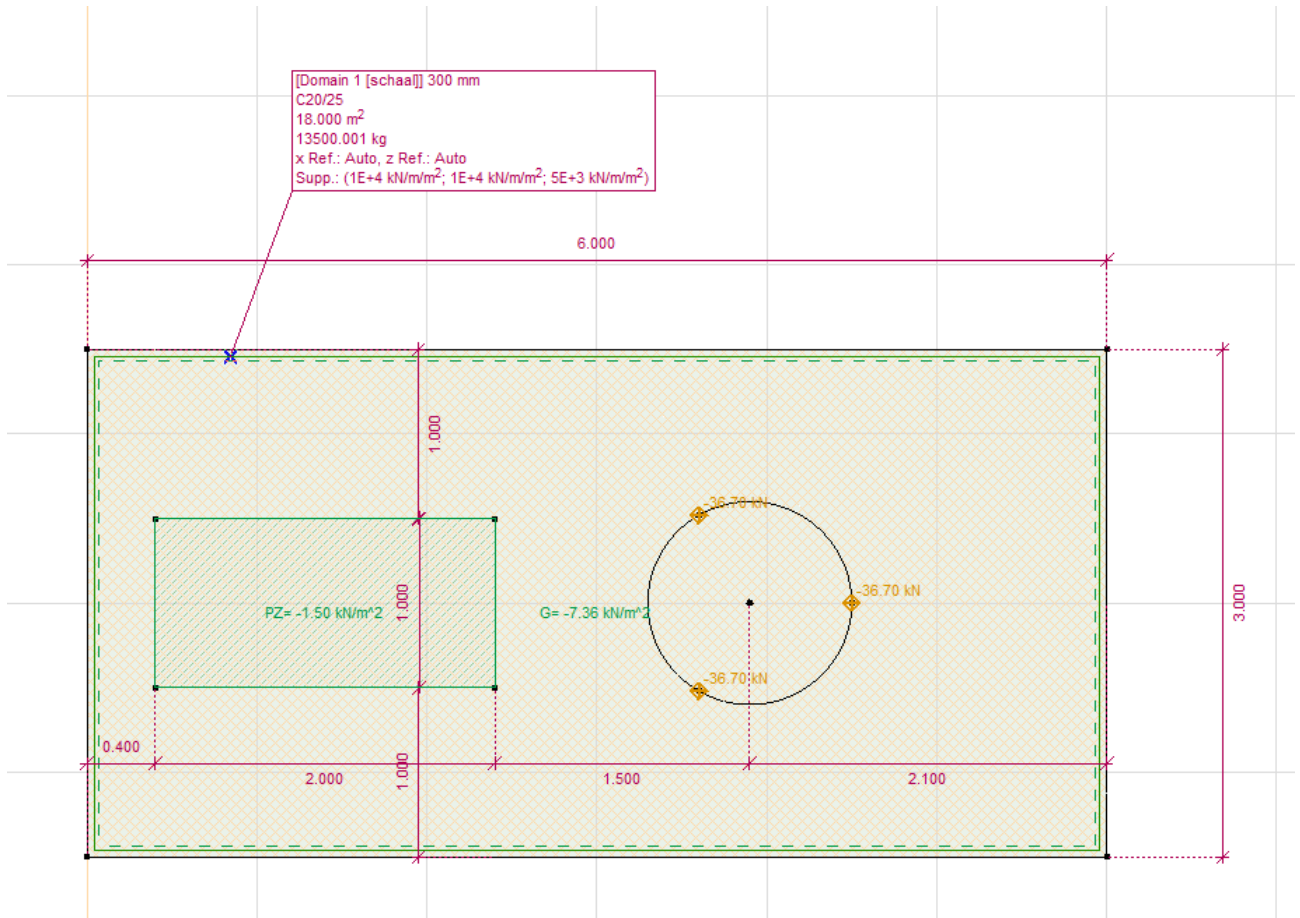 [Domain 1 [schaal]] 300 mm
C20/25
18.000 m²
13500.001 kg
x Ref.: Auto, z Ref.: Auto
Supp.: (1E+4 kN/m/m²; 1E+4 kN/m/m²; 5E+3 kN/m/m²)
6.000
1.000
-36.70 kN
-36.70 kN
PZ= -1.50 kN/m^2
1.000
G= -7.36 kN/m^2
3.000
-36.70 kN
0.400
1.000
2.000
1.500
2.100